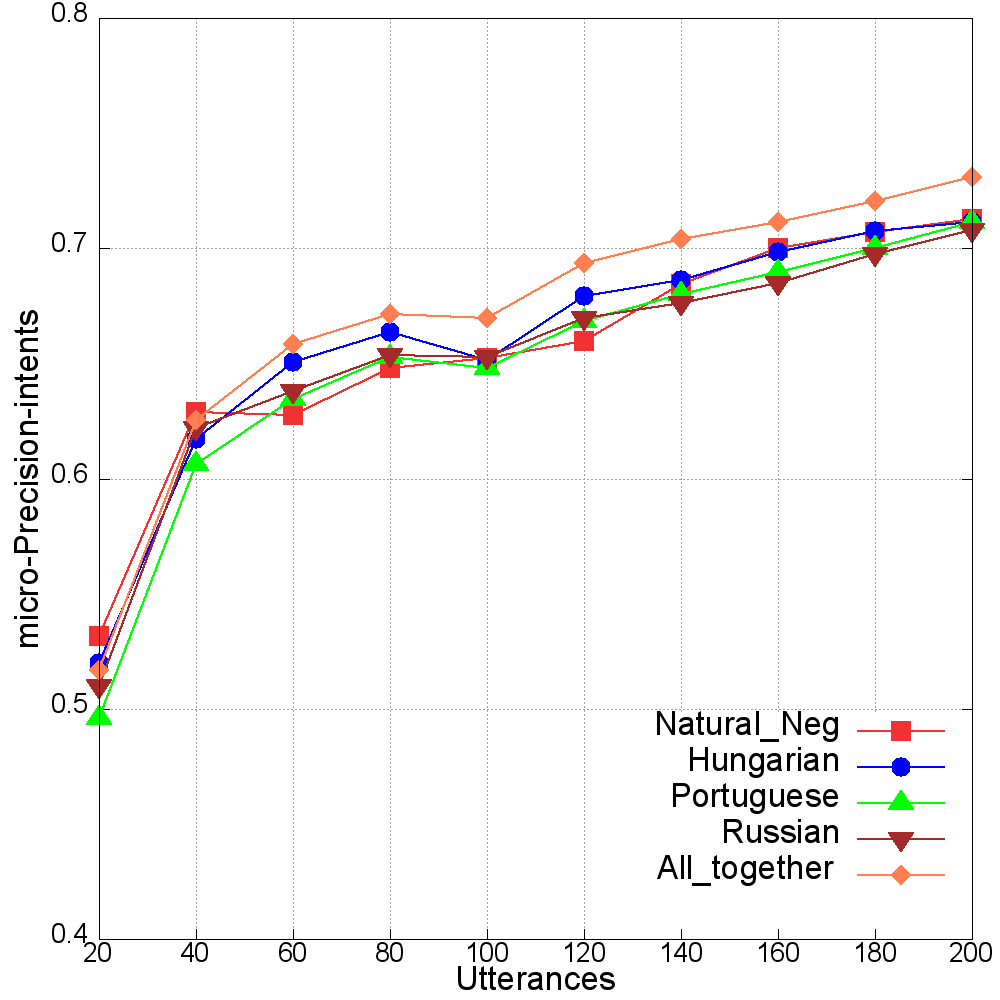 0.8
0.7
0.6
0.5
0.4
micro-Precision-intents
Natural_Neg
Hungarian
Portuguese
Russian
All_together
20 40 60 80 100 120 140 160 180 200
Utterances